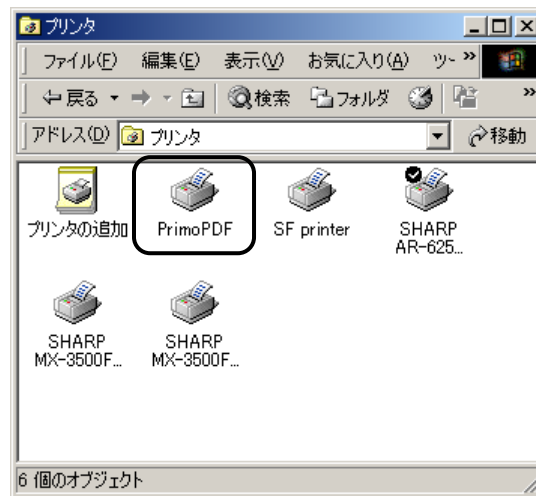 プリンタ
ファイル(F) 編集(E) 表示(V) お気に入り(A) ツー »
戻る 検索 フォルダ »
アドレス(D) プリンタ 移動
プリンタの追加 PrimoPDF SF printer SHARP
AR-625...
SHARP SHARP
MX-3500F... MX-3500F...
6 個のオブジェクト